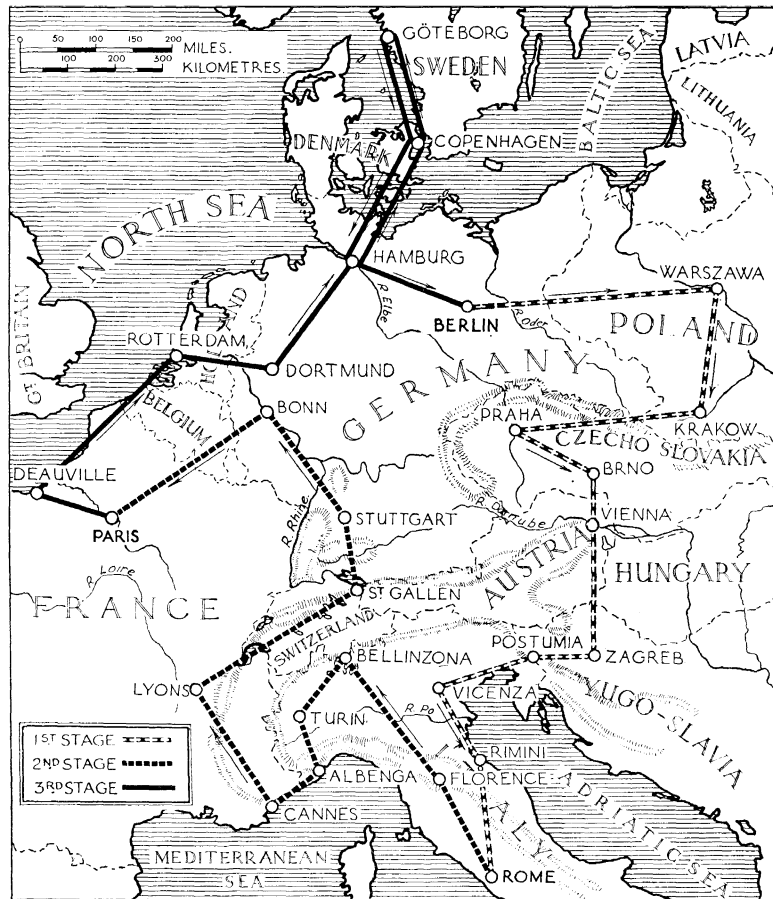 0 50 100 150 200 MILES.
100 200 300 KILOMETRES.
GÖTEBORG
SWEDEN
LATVIA
LITHUANIA
BALTIC SEA
COPENHAGEN
DENMARK
NORTH SEA
HAMBURG
R. Elbe
BERLIN
R. Oder
WARSZAWA
POLAND
GT. BRITAIN
HOLLAND
ROTTERDAM
DORTMUND
BELGIUM
BONN
GERMANY
PRAHA
KRAKOW
CZECHO SLOVAKIA
BRNO
DEAUVILLE
PARIS
R. Rhine
STUTTGART
R. Danube
VIENNA
R. Loire
ST GALLEN
AUSTRIA
HUNGARY
FRANCE
SWITZERLAND
BELLINZONA
POSTUMIA
ZAGREB
LYONS
VICENZA
YUGO-SLAVIA
TURIN
R. Po
RIMINI
1ST STAGE
2ND STAGE
3RD STAGE
ALBENGA
FLORENCE
ADRIATIC SEA
CANNES
ITALY
MEDITERRANEAN
SEA
ROME